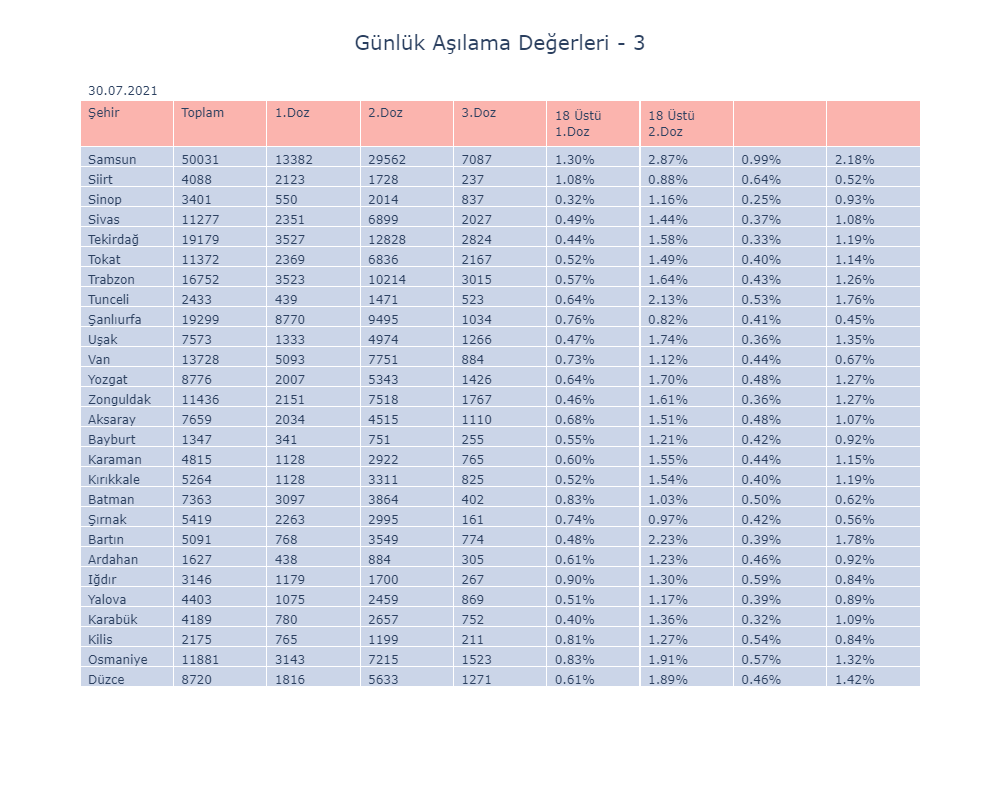 Günlük Aşılama Değerleri - 3
30.07.2021
Şehir Toplam 1.Doz 2.Doz 3.Doz 18 Üstü 1.Doz 18 Üstü 2.Doz
Samsun 50031 13382 29562 7087 1.30% 2.87% 0.99% 2.18%
Siirt 4088 2123 1728 237 1.08% 0.88% 0.64% 0.52%
Sinop 3401 550 2014 837 0.32% 1.16% 0.25% 0.93%
Sivas 11277 2351 6899 2027 0.49% 1.44% 0.37% 1.08%
Tekirdağ 19179 3527 12828 2824 0.44% 1.58% 0.33% 1.19%
Tokat 11372 2369 6836 2167 0.52% 1.49% 0.40% 1.14%
Trabzon 16752 3523 10214 3015 0.57% 1.64% 0.43% 1.26%
Tunceli 2433 439 1471 523 0.64% 2.13% 0.53% 1.76%
Şanlıurfa 19299 8770 9495 1034 0.76% 0.82% 0.41% 0.45%
Uşak 7573 1333 4974 1266 0.47% 1.74% 0.36% 1.35%
Van 13728 5093 7751 884 0.73% 1.12% 0.44% 0.67%
Yozgat 8776 2007 5343 1426 0.64% 1.70% 0.48% 1.27%
Zonguldak 11436 2151 7518 1767 0.46% 1.61% 0.36% 1.27%
Aksaray 7659 2034 4515 1110 0.68% 1.51% 0.48% 1.07%
Bayburt 1347 341 751 255 0.55% 1.21% 0.42% 0.92%
Karaman 4815 1128 2922 765 0.60% 1.55% 0.44% 1.15%
Kırıkkale 5264 1128 3311 825 0.52% 1.54% 0.40% 1.19%
Batman 7363 3097 3864 402 0.83% 1.03% 0.50% 0.62%
Şırnak 5419 2263 2995 161 0.74% 0.97% 0.42% 0.56%
Bartın 5091 768 3549 774 0.48% 2.23% 0.39% 1.78%
Ardahan 1627 438 884 305 0.61% 1.23% 0.46% 0.92%
Iğdır 3146 1179 1700 267 0.90% 1.30% 0.59% 0.84%
Yalova 4403 1075 2459 869 0.51% 1.17% 0.39% 0.89%
Karabük 4189 780 2657 752 0.40% 1.36% 0.32% 1.09%
Kilis 2175 765 1199 211 0.81% 1.27% 0.54% 0.84%
Osmaniye 11881 3143 7215 1523 0.83% 1.91% 0.57% 1.32%
Düzce 8720 1816 5633 1271 0.61% 1.89% 0.46% 1.42%